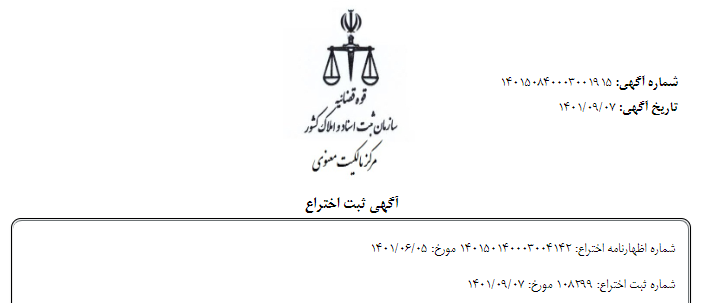 شماره آگهی: ۱۴۰۱۵۰۸۴۰۰۰۳۰۰۱۹۱۵
تاریخ آگهی: ۱۴۰۱/۰۹/۰۷
قوه قضائیه
سازمان ثبت اسناد و املاک کشور
مرکز مالکیت معنوی
آگهی ثبت اختراع
شماره اظهارنامه اختراع: ۱۴۰۱۵۰۱۴۰۰۰۳۰۰۴۱۴۲ مورخ: ۱۴۰۱/۰۶/۰۵
شماره ثبت اختراع: ۱۰۸۲۹۹ مورخ: ۱۴۰۱/۰۹/۰۷